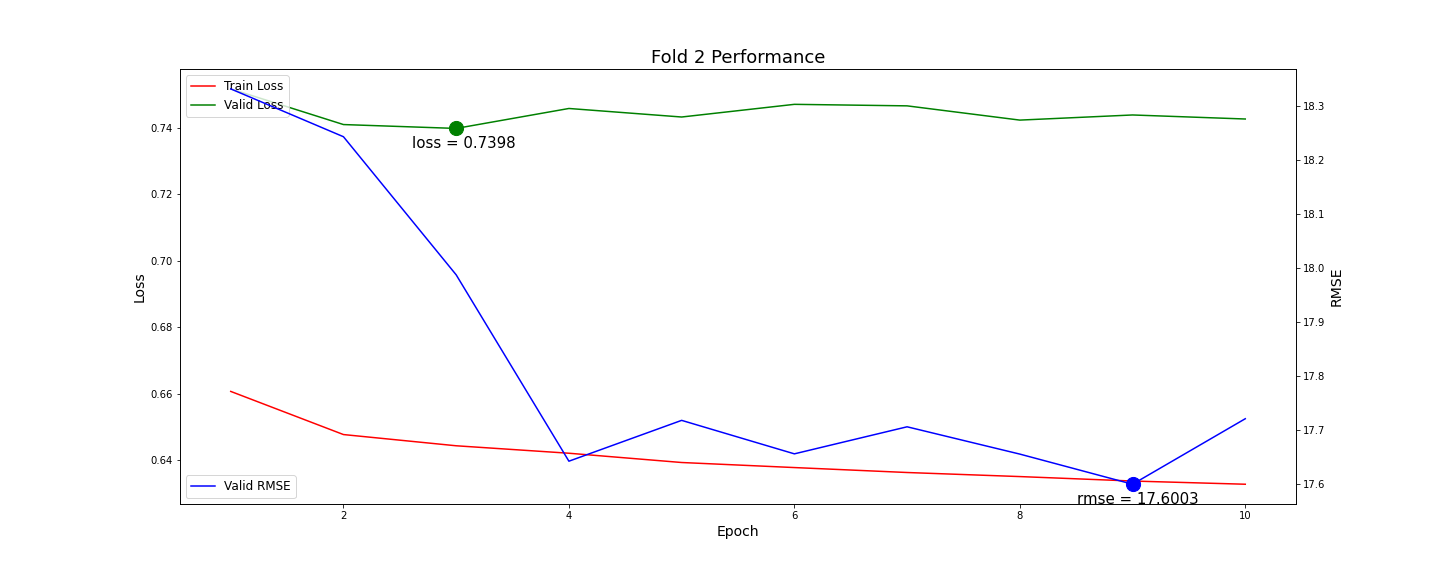 Fold 2 Performance
Train Loss
Valid Loss
Valid RMSE
loss = 0.7398
rmse = 17.6003
Loss
0.74
0.72
0.70
0.68
0.66
0.64
RMSE
18.3
18.2
18.1
18.0
17.9
17.8
17.7
17.6
2 4 6 8 10
Epoch